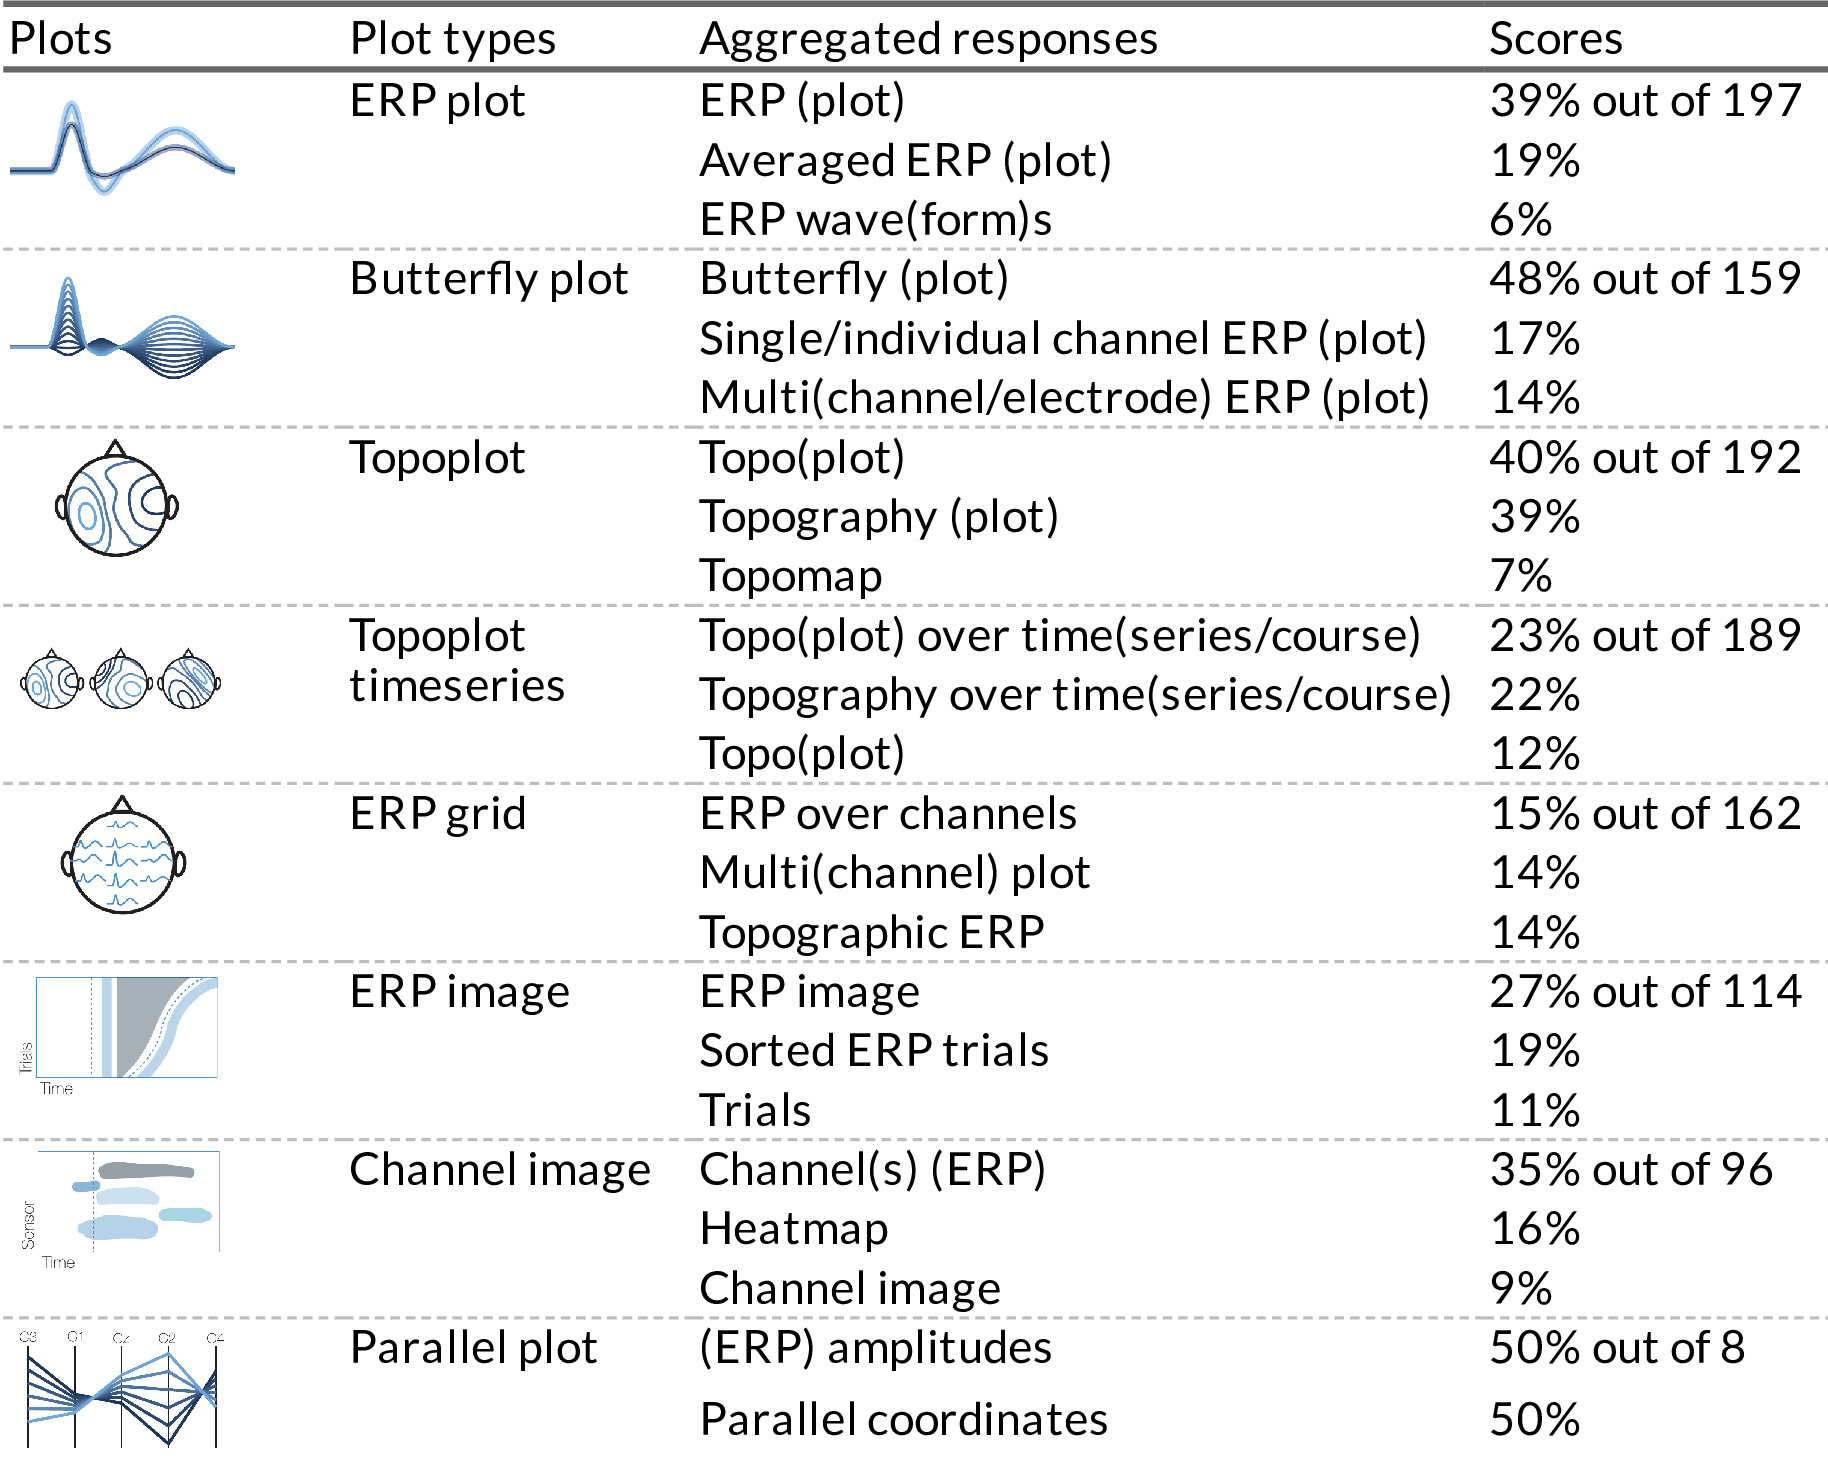 Plots Plot types Aggregated responses Scores
ERP plot ERP (plot) 39% out of 197
Averaged ERP (plot) 19%
ERP wave(form)s 6%
Butterfly plot Butterfly (plot) 48% out of 159
Single/individual channel ERP (plot) 17%
Multi(channel/electrode) ERP (plot) 14%
Topoplot Topo(plot) 40% out of 192
Topography (plot) 39%
Topomap 7%
Topoplot Topo(plot) over time(series/course) 23% out of 189
timeseries Topography over time(series/course) 22%
Topo(plot) 12%
ERP grid ERP over channels 15% out of 162
Multi(channel) plot 14%
Topographic ERP 14%
ERP image ERP image 27% out of 114
Sorted ERP trials 19%
Trials
Time
Trials 11%
Channel image Channel(s) (ERP) 35% out of 96
Sensor
Heatmap 16%
Time
Channel image 9%
C3 C1 Cz C2 C4
Parallel plot (ERP) amplitudes 50% out of 8
Parallel coordinates 50%